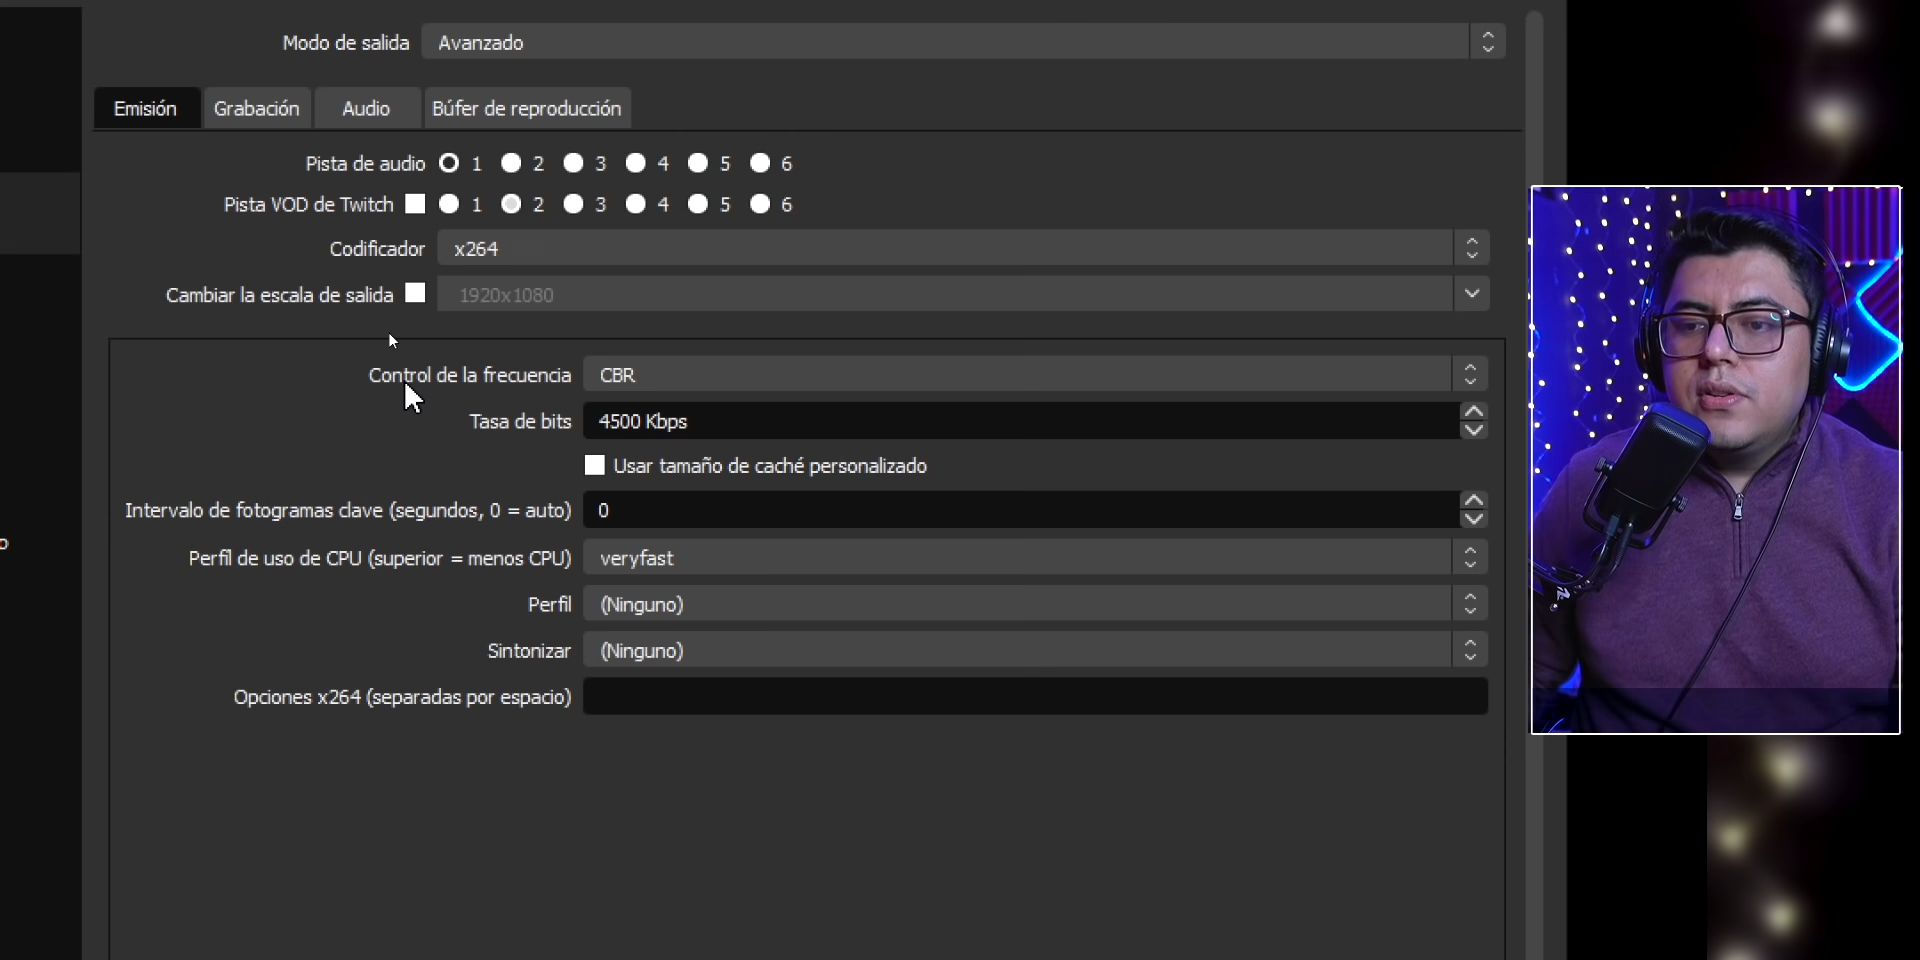 Modo de salida Avanzado
Emisión Grabación Audio Búfer de reproducción
Pista de audio 1 2 3 4 5 6
Pista VOD de Twitch 1 2 3 4 5 6
Codificador x264
Cambiar la escala de salida 1920x1080
Control de la frecuencia CBR
Tasa de bits 4500 Kbps
Usar tamaño de caché personalizado
Intervalo de fotogramas clave (segundos, 0 = auto) 0
o
Perfil de uso de CPU (superior = menos CPU) veryfast
Perfil (Ninguno)
Sintonizar (Ninguno)
Opciones x264 (separadas por espacio)